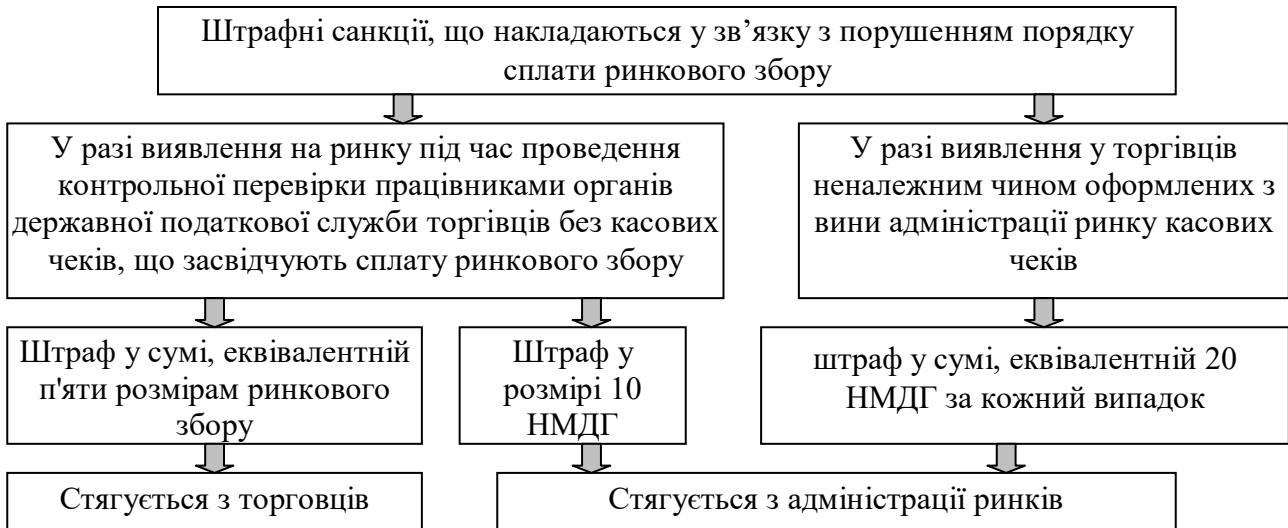 Штрафні санкції, що накладаються у зв’язку з порушенням порядку
сплати ринкового збору
У разі виявлення на ринку під час проведення
контрольної перевірки працівниками органів
державної податкової служби торгівців без касових
чеків, що засвідчують сплату ринкового збору
У разі виявлення у торгівців
неналежним чином оформлених з
вини адміністрації ринку касових
чеків
Штраф у сумі, еквівалентній
п'яти розмірам ринкового
збору
Штраф у
розмірі 10
НМДГ
штраф у сумі, еквівалентній 20
НМДГ за кожний випадок
Стягується з торговців
Стягується з адміністрації ринків